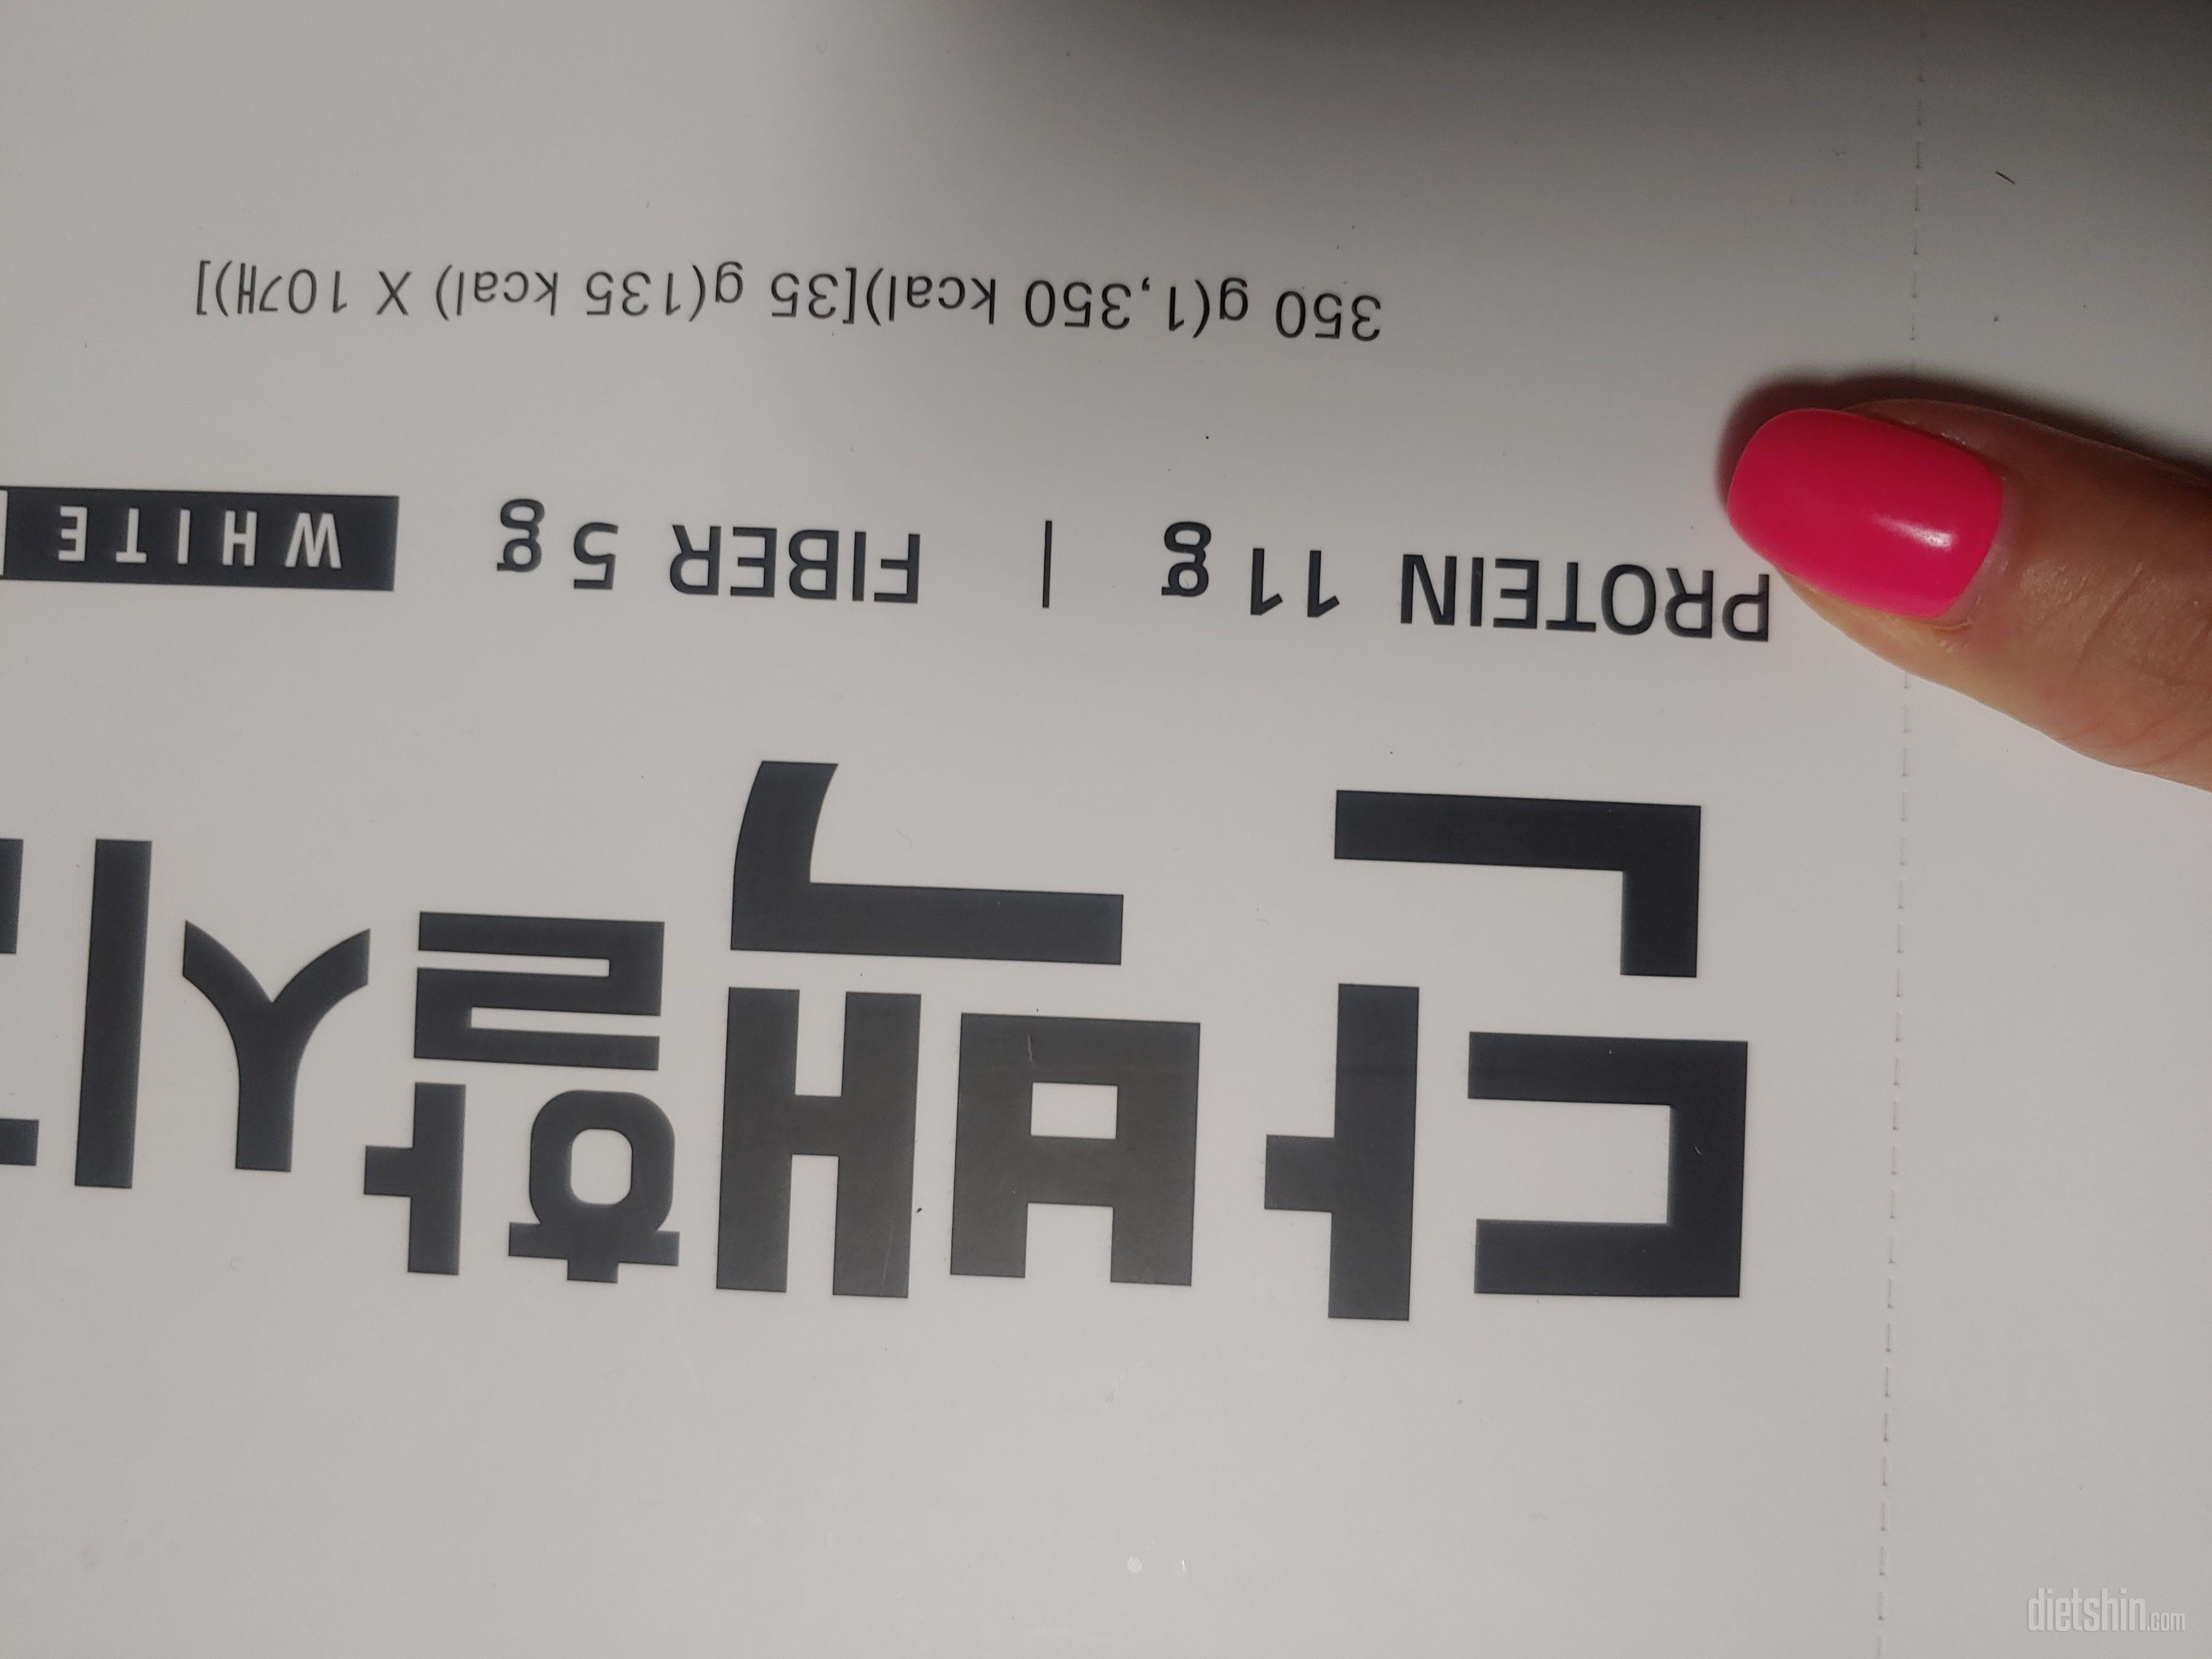 단백할시
PROTEIN 11 g | FIBER 5 g WHITE
350 g(1,350 kcal)[35 g(135 kcal) X 10개)]
dietshin.com